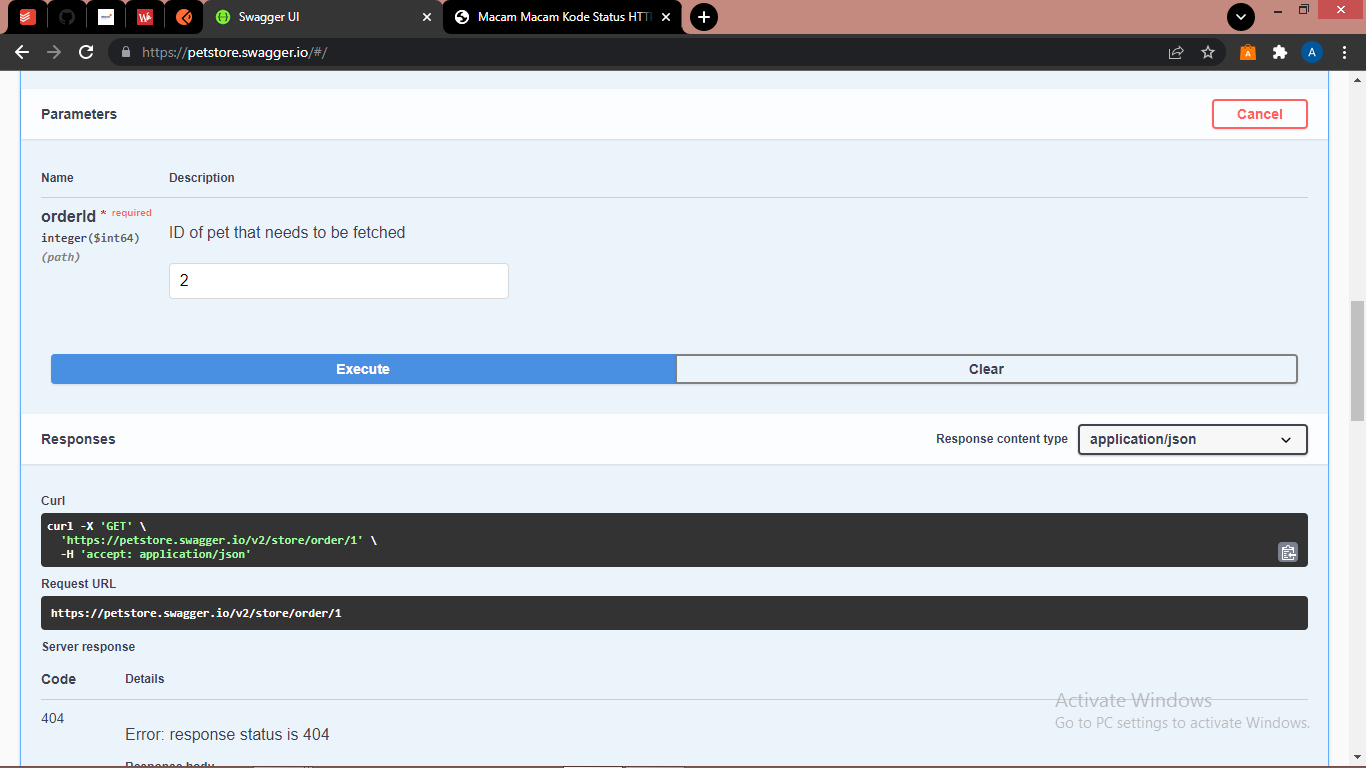 Swagger UI
Macam Macam Kode Status HTT
https://petstore.swagger.io/#/
A
A
Parameters
Cancel
Name
Description
orderId * required
integer($int64)
(path)
ID of pet that needs to be fetched
2
Execute
Clear
Responses
Response content type
application/json
Curl
curl -X 'GET' \
'https://petstore.swagger.io/v2/store/order/1' \
-H 'accept: application/json'
Request URL
https://petstore.swagger.io/v2/store/order/1
Server response
Code
Details
404
Error: response status is 404
Response body
Activate Windows
Go to PC settings to activate Windows.